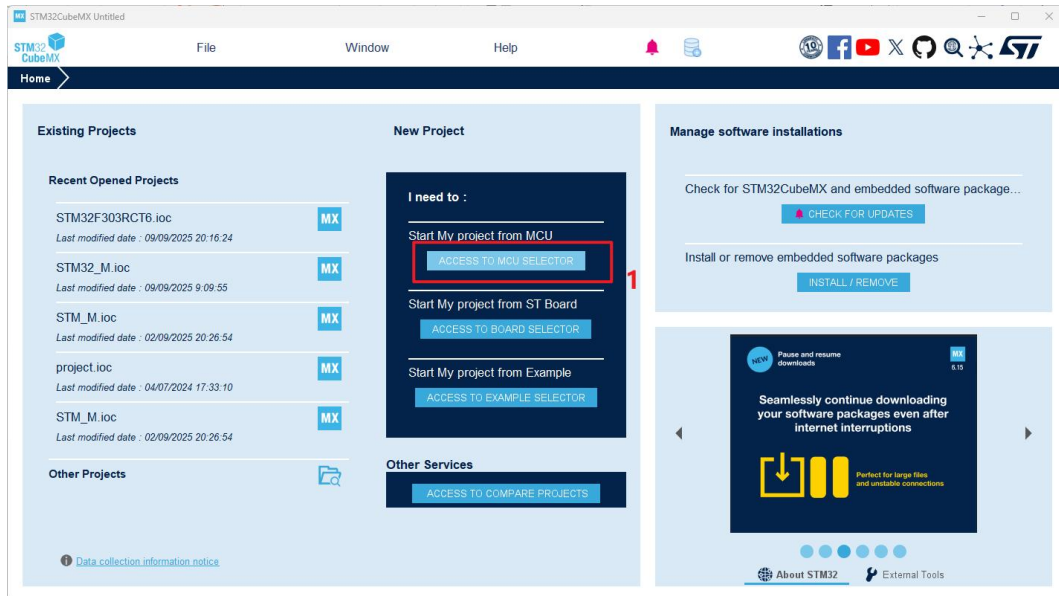 MX STM32CubeMX Untitled
STM32
CubeMX
File
Window
Help
10
Home
Existing Projects
Recent Opened Projects
STM32F303RCT6.ioc
MX
Last modified date : 09/09/2025 20:16:24
STM32_M.ioc
MX
Last modified date : 09/09/2025 9:09:55
STM_M.ioc
MX
Last modified date : 02/09/2025 20:26:54
project.ioc
MX
Last modified date : 04/07/2024 17:33:10
STM_M.ioc
MX
Last modified date : 02/09/2025 20:26:54
Other Projects
Data collection information notice
New Project
I need to :
Start My project from MCU
ACCESS TO MCU SELECTOR
1
Start My project from ST Board
ACCESS TO BOARD SELECTOR
Start My project from Example
ACCESS TO EXAMPLE SELECTOR
Other Services
ACCESS TO COMPARE PROJECTS
Manage software installations
Check for STM32CubeMX and embedded software package...
CHECK FOR UPDATES
Install or remove embedded software packages
INSTALL / REMOVE
NEW
Pause and resume
downloads
MX
6.15
Seamlessly continue downloading
your software packages even after
internet interruptions
Perfect for large files
and unstable connections
About STM32
External Tools